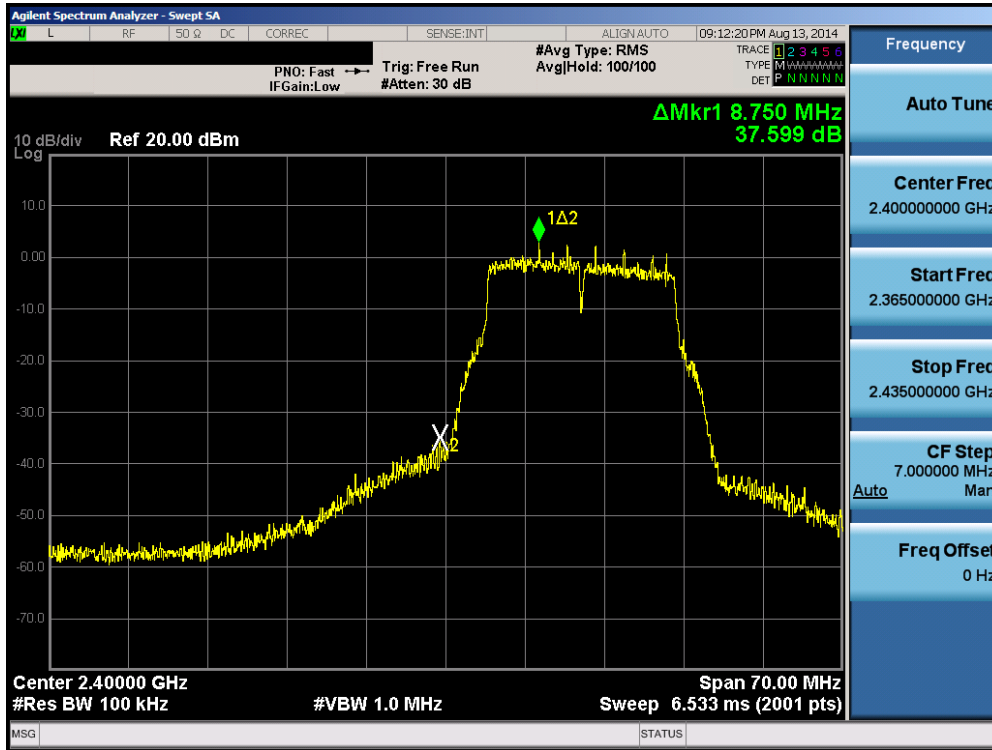 Agilent Spectrum Analyzer - Swept SA
LXI L RF 50 Ω DC CORREC SENSE:INT ALIGN AUTO 09:12:20 PM Aug 13, 2014
Frequency
PNO: Fast
IFGain:Low
Trig: Free Run
#Atten: 30 dB
#Avg Type: RMS
Avg|Hold: 100/100
TRACE 1 2 3 4 5 6
TYPE M
DET P N N N N N
Auto Tune
ΔMkr1 8.750 MHz
37.599 dB
10 dB/div Ref 20.00 dBm
Log
10.0
0.00
-10.0
-20.0
-30.0
-40.0
-50.0
-60.0
-70.0
1Δ2
2
Center Freq
2.400000000 GHz
Start Freq
2.365000000 GHz
Stop Freq
2.435000000 GHz
CF Step
7.000000 MHz
Auto Man
Freq Offset
0 Hz
Center 2.40000 GHz Span 70.00 MHz
#Res BW 100 kHz #VBW 1.0 MHz Sweep 6.533 ms (2001 pts)
MSG STATUS